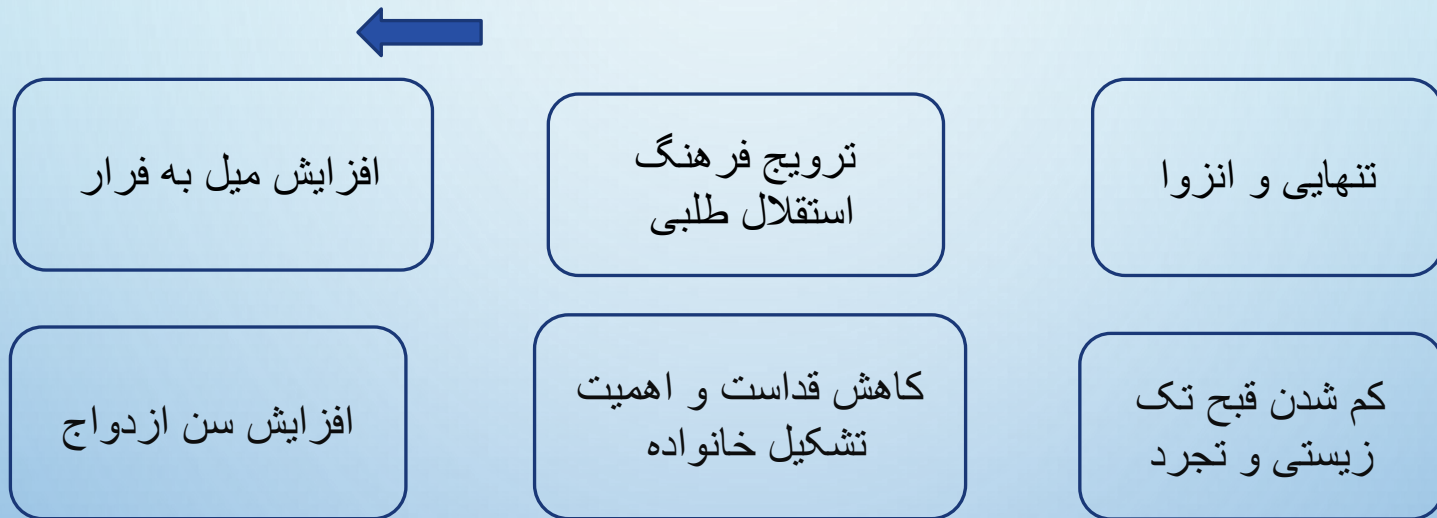 تنهایی و انزوا
ترویج فرهنگ
استقلال طلبی
افزایش میل به فرار
کم شدن قبح تک
زیستی و تجرد
کاهش قداست و اهمیت
تشکیل خانواده
افزایش سن ازدواج